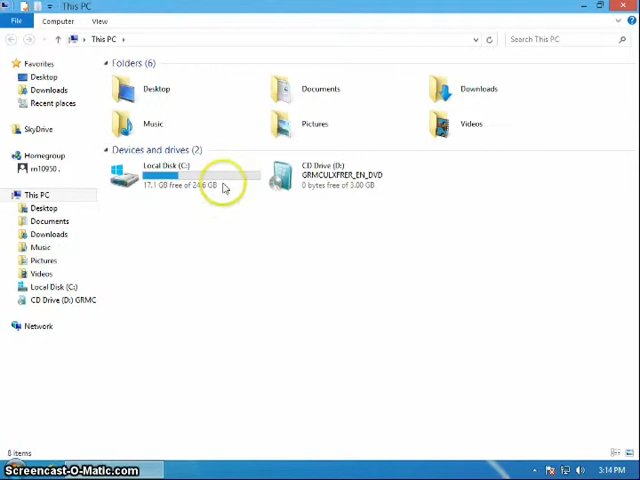 This PC
File Computer View
This PC
Search This PC
Favorites
Desktop
Downloads
Recent places
SkyDrive
Homegroup
rn10950 .
This PC
Desktop
Documents
Downloads
Music
Pictures
Videos
Local Disk (C:)
CD Drive (D:) GRMC
Network
Folders (6)
Desktop
Documents
Downloads
Music
Pictures
Videos
Devices and drives (2)
Local Disk (C:)
17.1 GB free of 24.6 GB
CD Drive (D:)
GRMCULXFRER_EN_DVD
0 bytes free of 3.00 GB
8 items
Screencast-O-Matic.com
3:14 PM